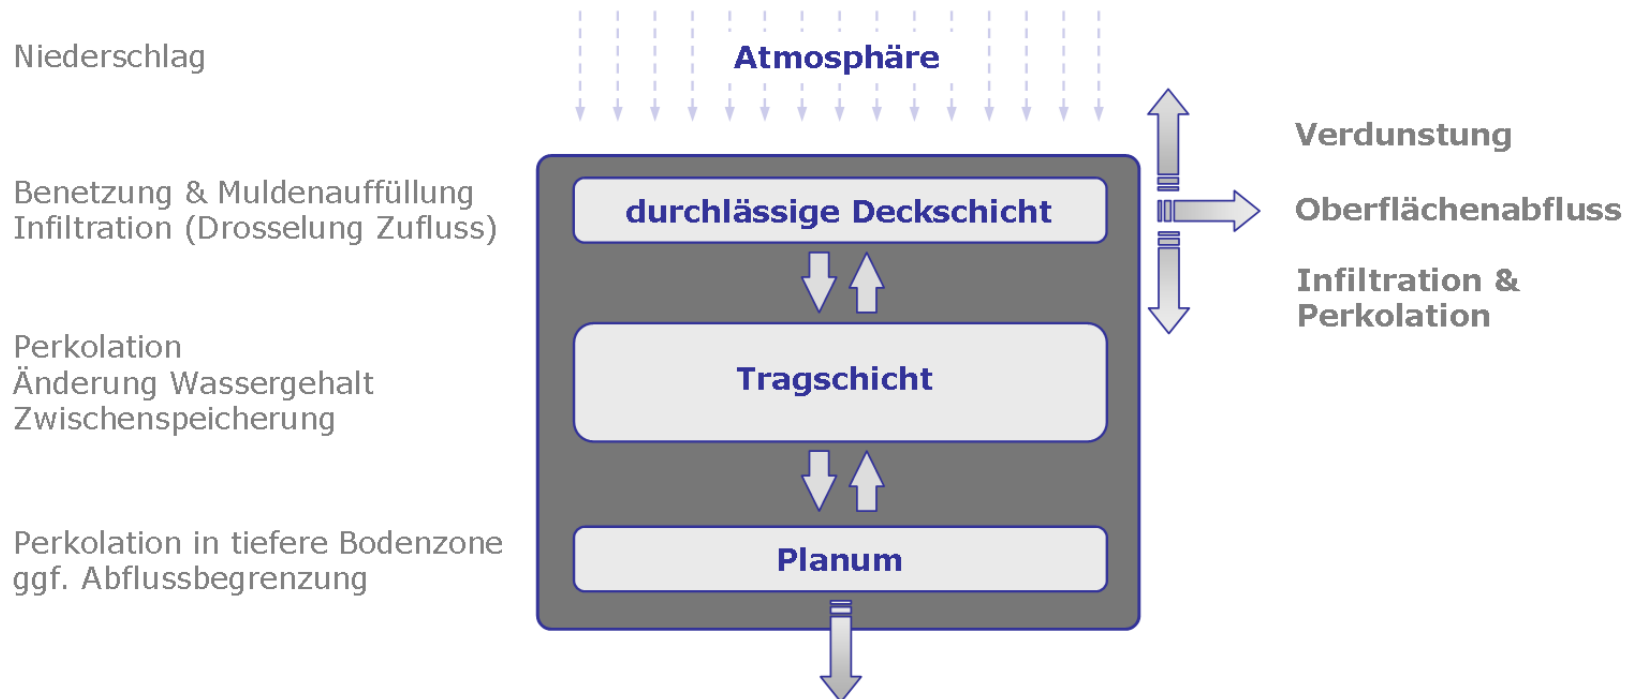 Niederschlag
Atmosphäre
Verdunstung
Benetzung & Muldenauffüllung
Infiltration (Drosselung Zufluss)
durchlässige Deckschicht
Oberflächenabfluss
Infiltration &
Perkolation
Perkolation
Änderung Wassergehalt
Zwischenspeicherung
Tragschicht
Perkolation in tiefere Bodenzone
ggf. Abflussbegrenzung
Planum